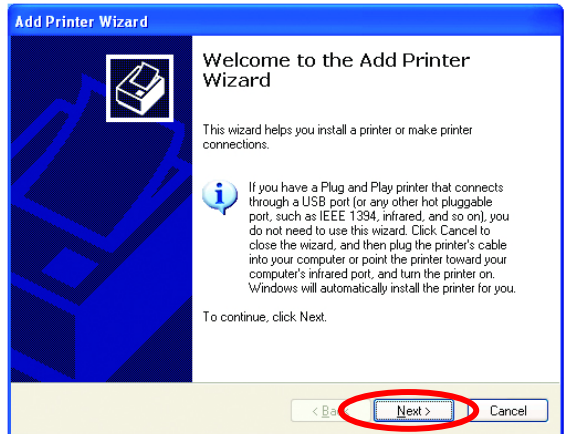 Add Printer Wizard
Welcome to the Add Printer
Wizard
This wizard helps you install a printer or make printer
connections.
If you have a Plug and Play printer that connects
through a USB port (or any other hot pluggable
port, such as IEEE 1394, infrared, and so on), you
do not need to use this wizard. Click Cancel to
close the wizard, and then plug the printer's cable
into your computer or point the printer toward your
computer's infrared port, and turn the printer on.
Windows will automatically install the printer for you.
To continue, click Next.
< Ba Next > Cancel